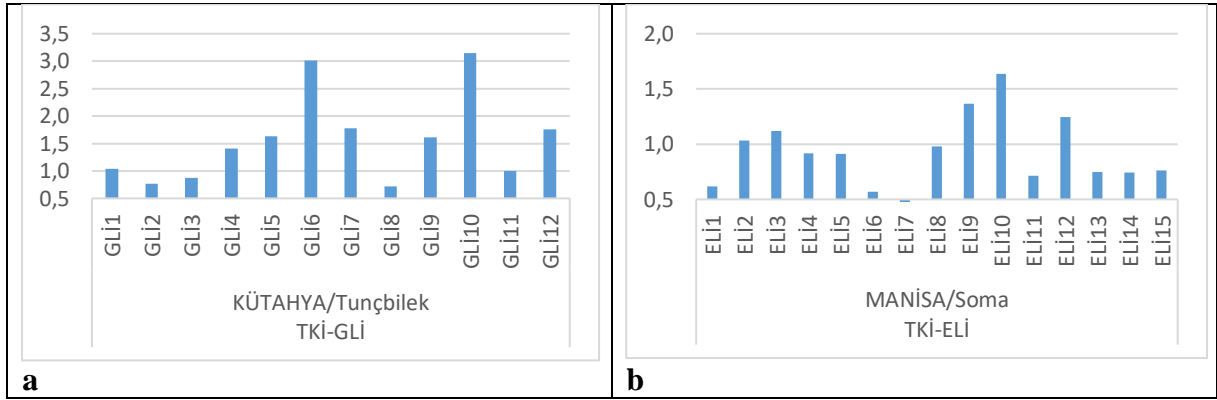 3,5
3,0
2,5
2,0
1,5
1,0
0,5
GLİ1
GLİ2
GLİ3
GLİ4
GLİ5
GLİ6
GLİ7
GLİ8
GLİ9
GLİ10
GLİ11
GLİ12
KÜTAHYA/Tunçbilek
TKİ-GLİ
a
2,0
1,5
1,0
0,5
ELİ1
ELİ2
ELİ3
ELİ4
ELİ5
ELİ6
ELİ7
ELİ8
ELİ9
ELİ10
ELİ11
ELİ12
ELİ13
ELİ14
ELİ15
MANİSA/Soma
TKİ-ELİ
b